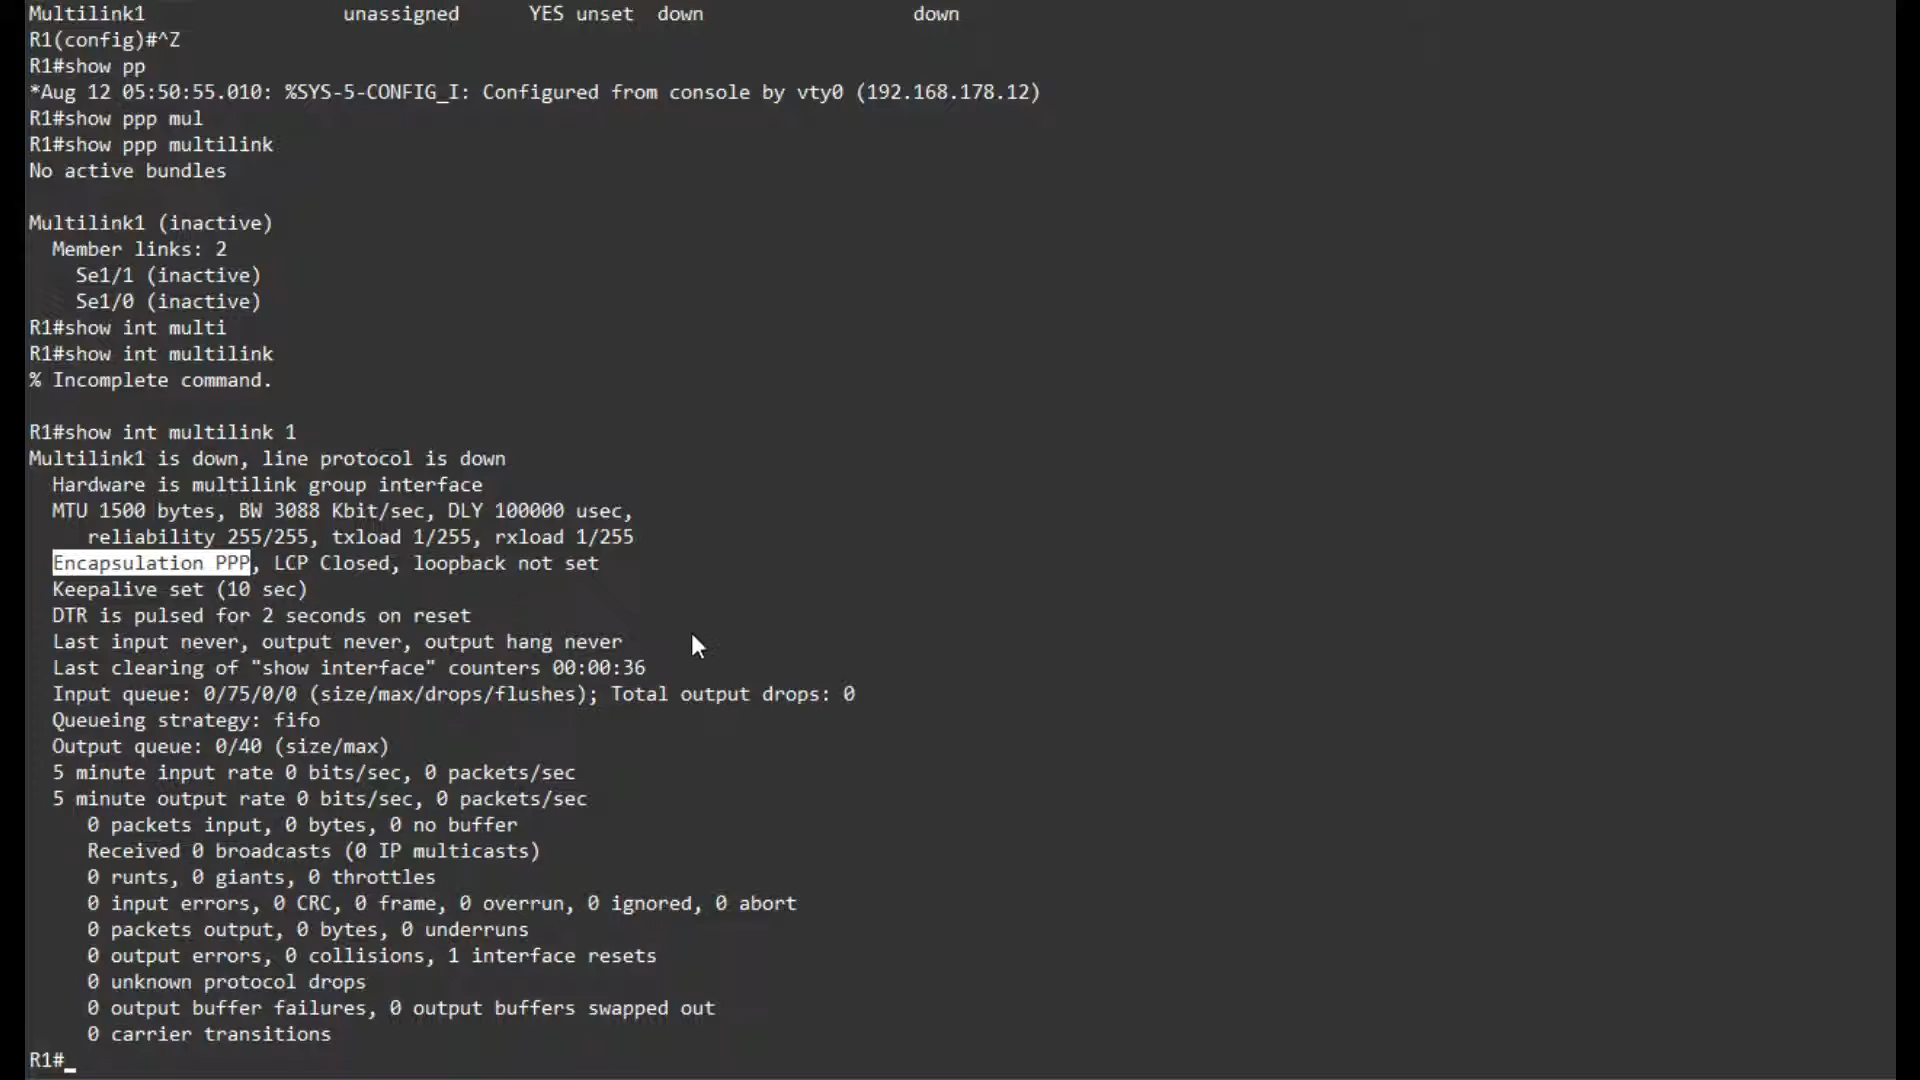 Multilink1                 unassigned      YES unset  down                  down
R1(config)#^Z
R1#show pp
*Aug 12 05:50:55.010: %SYS-5-CONFIG_I: Configured from console by vty0 (192.168.178.12)
R1#show ppp mul
R1#show ppp multilink
No active bundles

Multilink1 (inactive)
  Member links: 2
    Se1/1 (inactive)
    Se1/0 (inactive)
R1#show int multi
R1#show int multilink
% Incomplete command.

R1#show int multilink 1
Multilink1 is down, line protocol is down
  Hardware is multilink group interface
  MTU 1500 bytes, BW 3088 Kbit/sec, DLY 100000 usec,
     reliability 255/255, txload 1/255, rxload 1/255
  Encapsulation PPP, LCP Closed, loopback not set
  Keepalive set (10 sec)
  DTR is pulsed for 2 seconds on reset
  Last input never, output never, output hang never
  Last clearing of "show interface" counters 00:00:36
  Input queue: 0/75/0/0 (size/max/drops/flushes); Total output drops: 0
  Queueing strategy: fifo
  Output queue: 0/40 (size/max)
  5 minute input rate 0 bits/sec, 0 packets/sec
  5 minute output rate 0 bits/sec, 0 packets/sec
     0 packets input, 0 bytes, 0 no buffer
     Received 0 broadcasts (0 IP multicasts)
     0 runts, 0 giants, 0 throttles
     0 input errors, 0 CRC, 0 frame, 0 overrun, 0 ignored, 0 abort
     0 packets output, 0 bytes, 0 underruns
     0 output errors, 0 collisions, 1 interface resets
     0 unknown protocol drops
     0 output buffer failures, 0 output buffers swapped out
     0 carrier transitions
R1#